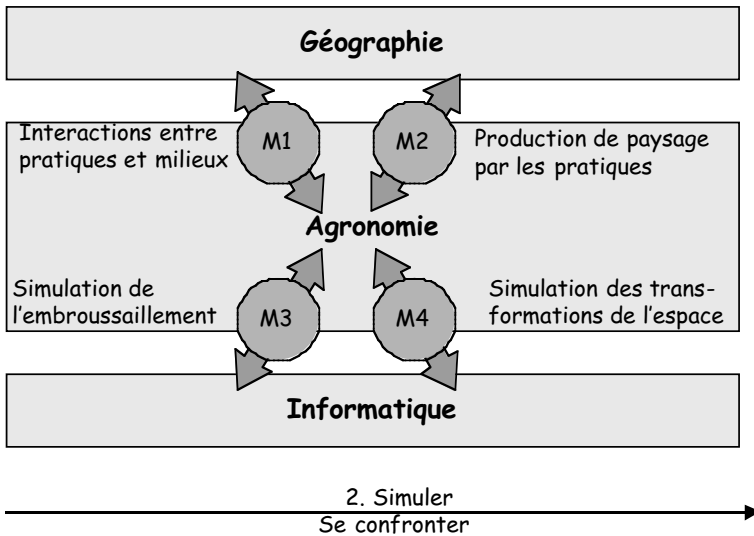 Géographie
Interactions entre
pratiques et milieux
M1
M2
Production de paysage
par les pratiques
Agronomie
Simulation de
l'embroussaillement
M3
M4
Simulation des trans-
formations de l'espace
Informatique
2. Simuler
Se confronter